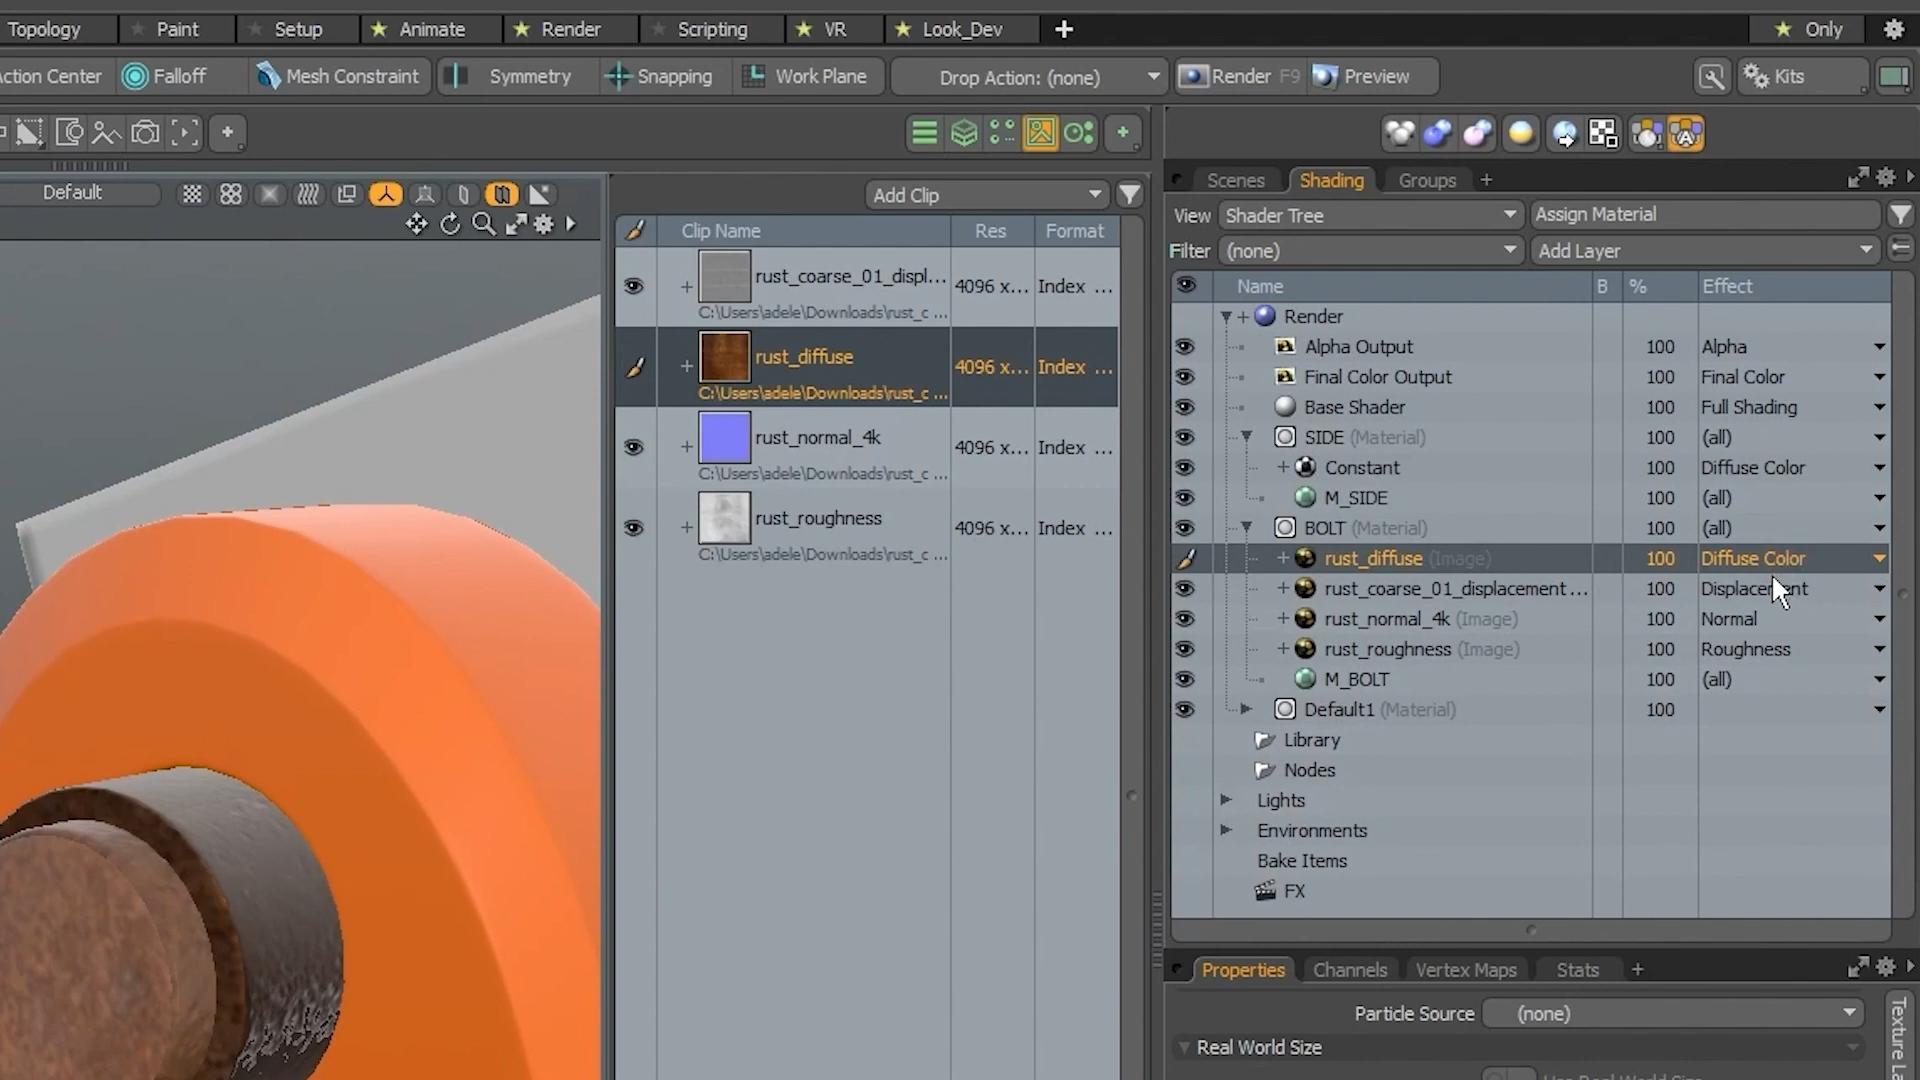 Topology Paint Setup Animate Render Scripting VR Look_Dev + Only
Action Center Falloff Mesh Constraint Symmetry Snapping Work Plane Drop Action: (none) Render F9 Preview Kits
Default
Add Clip
Clip Name Res Format
rust_coarse_01_displ...
4096 x... Index ...
C:\Users\adele\Downloads\rust_c ...
rust_diffuse
4096 x... Index ...
C:\Users\adele\Downloads\rust_c ...
rust_normal_4k
4096 x... Index ...
C:\Users\adele\Downloads\rust_c ...
rust_roughness
4096 x... Index ...
C:\Users\adele\Downloads\rust_c ...
Scenes Shading Groups +
View Shader Tree Assign Material
Filter (none) Add Layer
Name B % Effect
Render
Alpha Output 100 Alpha
Final Color Output 100 Final Color
Base Shader 100 Full Shading
SIDE (Material) 100 (all)
Constant 100 Diffuse Color
M_SIDE 100 (all)
BOLT (Material) 100 (all)
rust_diffuse (Image) 100 Diffuse Color
rust_coarse_01_displacement ... 100 Displacement
rust_normal_4k (Image) 100 Normal
rust_roughness (Image) 100 Roughness
M_BOLT 100 (all)
Default1 (Material) 100
Library
Nodes
Lights
Environments
Bake Items
FX
Properties Channels Vertex Maps Stats +
Particle Source (none)
Real World Size
Texture La